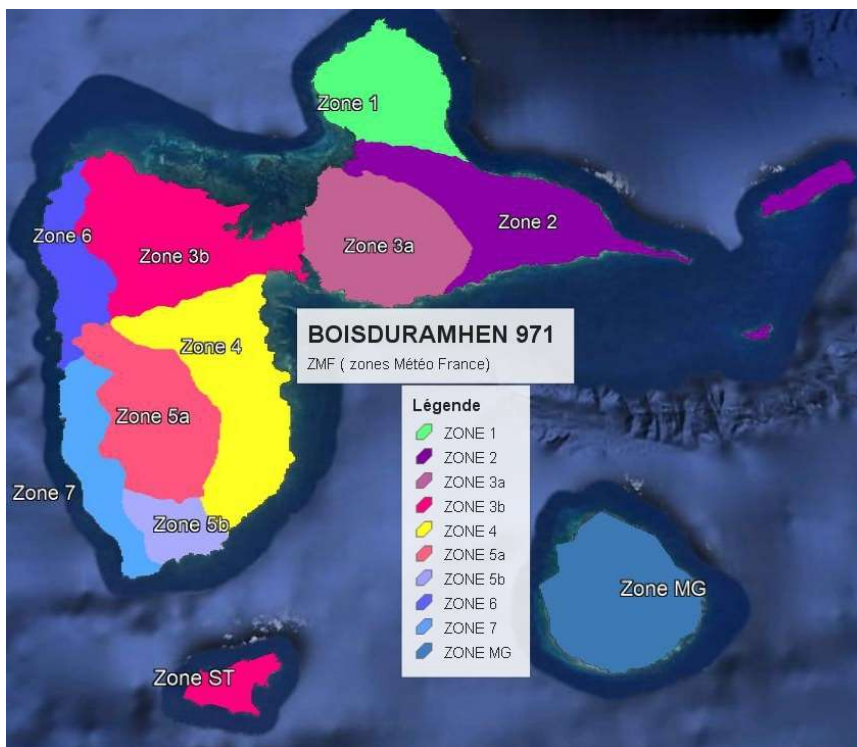 Zone 1
Zone 2
Zone 6
Zone 3b
Zone 3a
Zone 4
BOISDURAMHEN 971
ZMF ( zones Météo France)
Zone 5a
Zone 7
Zone 5b
Légende
ZONE 1
ZONE 2
ZONE 3a
ZONE 3b
ZONE 4
ZONE 5a
ZONE 5b
ZONE 6
ZONE 7
ZONE MG
Zone MG
Zone ST